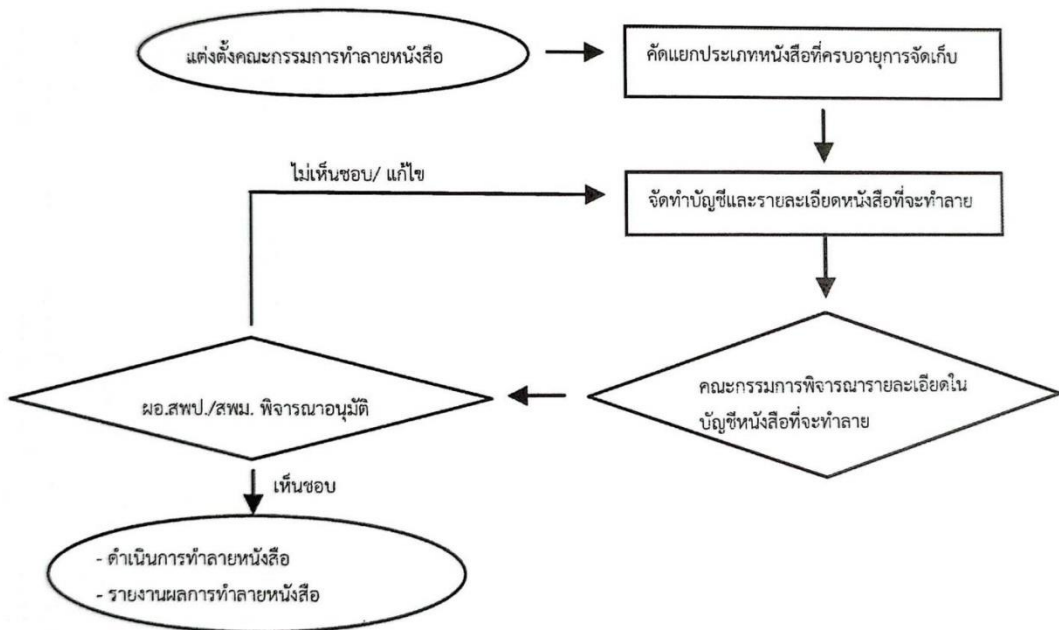 แต่งตั้งคณะกรรมการทำลายหนังสือ
คัดแยกประเภทหนังสือที่ครบอายุการจัดเก็บ
ไม่เห็นชอบ/ แก้ไข
จัดทำบัญชีและรายละเอียดหนังสือที่จะทำลาย
คณะกรรมการพิจารณารายละเอียดใน
บัญชีหนังสือที่จะทำลาย
ผอ.สพป./สพม. พิจารณาอนุมัติ
เห็นชอบ
- ดำเนินการทำลายหนังสือ
- รายงานผลการทำลายหนังสือ